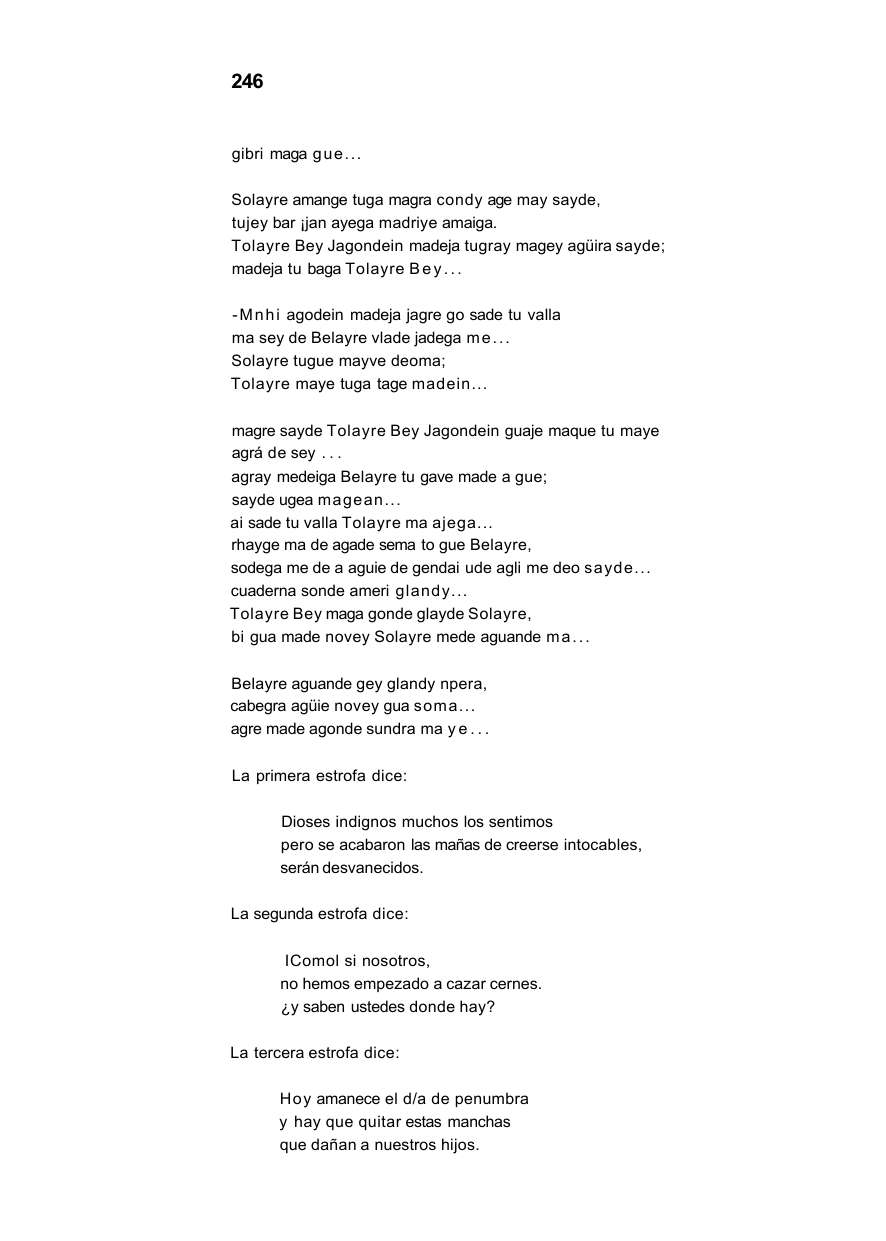 246
gibri maga gue...
Solayre amange tuga magra condy age may sayde,
tujey bar ¡jan ayega madriye amaiga.
Tolayre Bey Jagondein madeja tugray magey agüira sayde;
madeja tu baga Tolayre Bey...
-Mnhi agodein madeja jagre go sade tu valla
ma sey de Belayre vlade jadega me...
Solayre tugue mayve deoma;
Tolayre maye tuga tage madein...
magre sayde Tolayre Bey Jagondein guaje maque tu maye
agrá de sey ...
agray medeiga Belayre tu gave made a gue;
sayde ugea magean...
ai sade tu valla Tolayre ma ajega...
rhayge ma de agade sema to gue Belayre,
sodega me de a aguie de gendai ude agli me deo sayde...
cuaderna sonde ameri glandy...
Tolayre Bey maga gonde glayde Solayre,
bi gua made novey Solayre mede aguande ma...
Belayre aguande gey glandy npera,
cabegra agüie novey gua soma...
agre made agonde sundra ma ye...
La primera estrofa dice:
Dioses indignos muchos los sentimos
pero se acabaron las mañas de creerse intocables,
serán desvanecidos.
La segunda estrofa dice:
IComol si nosotros,
no hemos empezado a cazar cernes.
¿y saben ustedes donde hay?
La tercera estrofa dice:
Hoy amanece el d/a de penumbra
y hay que quitar estas manchas
que dañan a nuestros hijos.